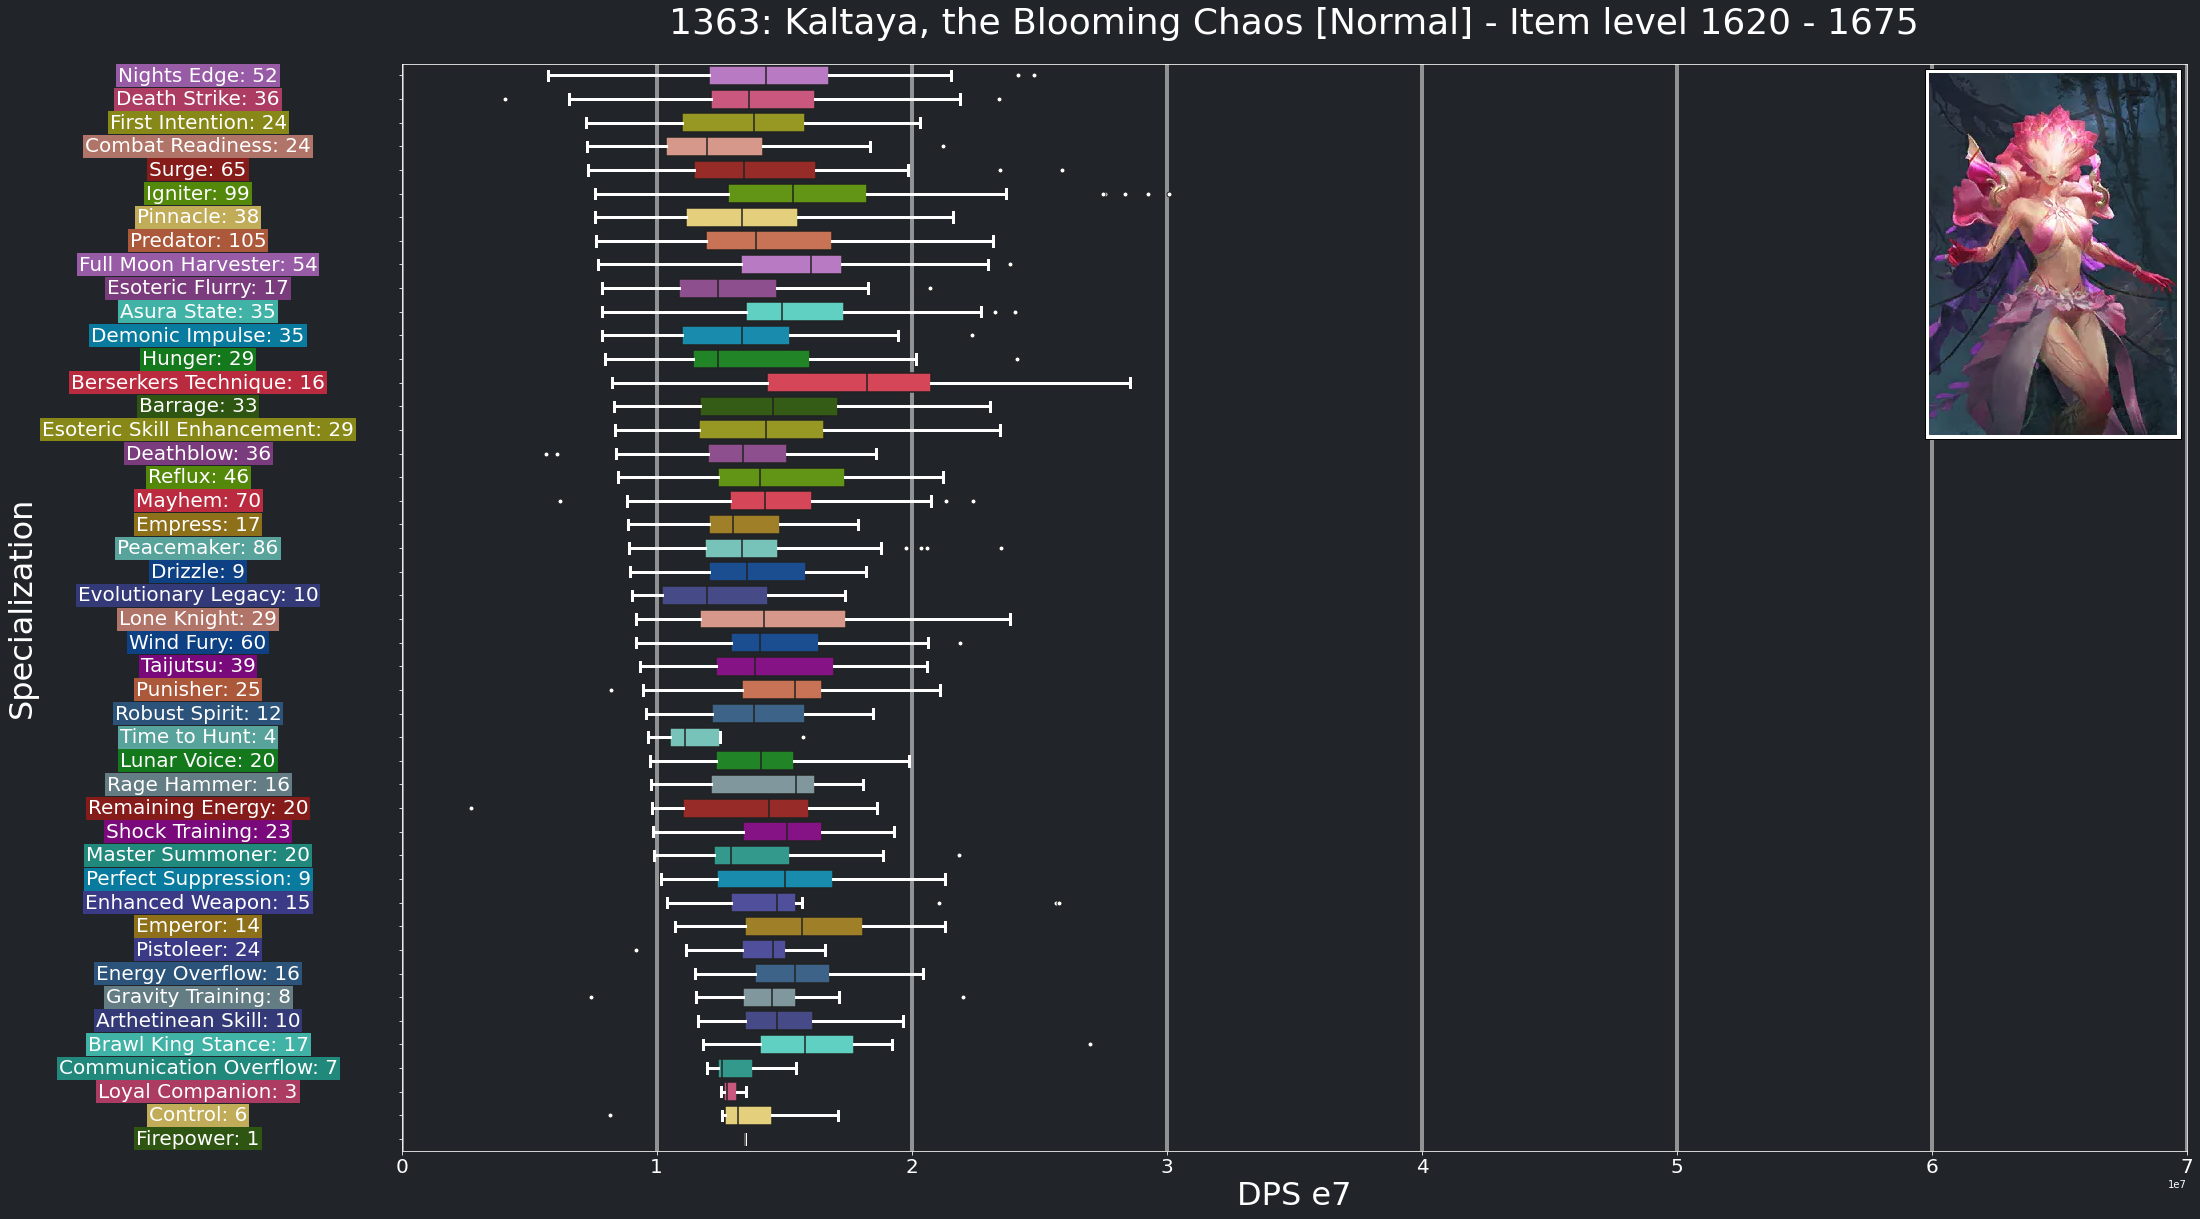 1363: Kaltaya, the Blooming Chaos [Normal] - Item level 1620 - 1675
Specialization
Nights Edge: 52
Death Strike: 36
First Intention: 24
Combat Readiness: 24
Surge: 65
Igniter: 99
Pinnacle: 38
Predator: 105
Full Moon Harvester: 54
Esoteric Flurry: 17
Asura State: 35
Demonic Impulse: 35
Hunger: 29
Berserkers Technique: 16
Barrage: 33
Esoteric Skill Enhancement: 29
Deathblow: 36
Reflux: 46
Mayhem: 70
Empress: 17
Peacemaker: 86
Drizzle: 9
Evolutionary Legacy: 10
Lone Knight: 29
Wind Fury: 60
Taijutsu: 39
Punisher: 25
Robust Spirit: 12
Time to Hunt: 4
Lunar Voice: 20
Rage Hammer: 16
Remaining Energy: 20
Shock Training: 23
Master Summoner: 20
Perfect Suppression: 9
Enhanced Weapon: 15
Emperor: 14
Pistoleer: 24
Energy Overflow: 16
Gravity Training: 8
Arthetinean Skill: 10
Brawl King Stance: 17
Communication Overflow: 7
Loyal Companion: 3
Control: 6
Firepower: 1
0 1 2 3 4 5 6 7
1e7
DPS e7